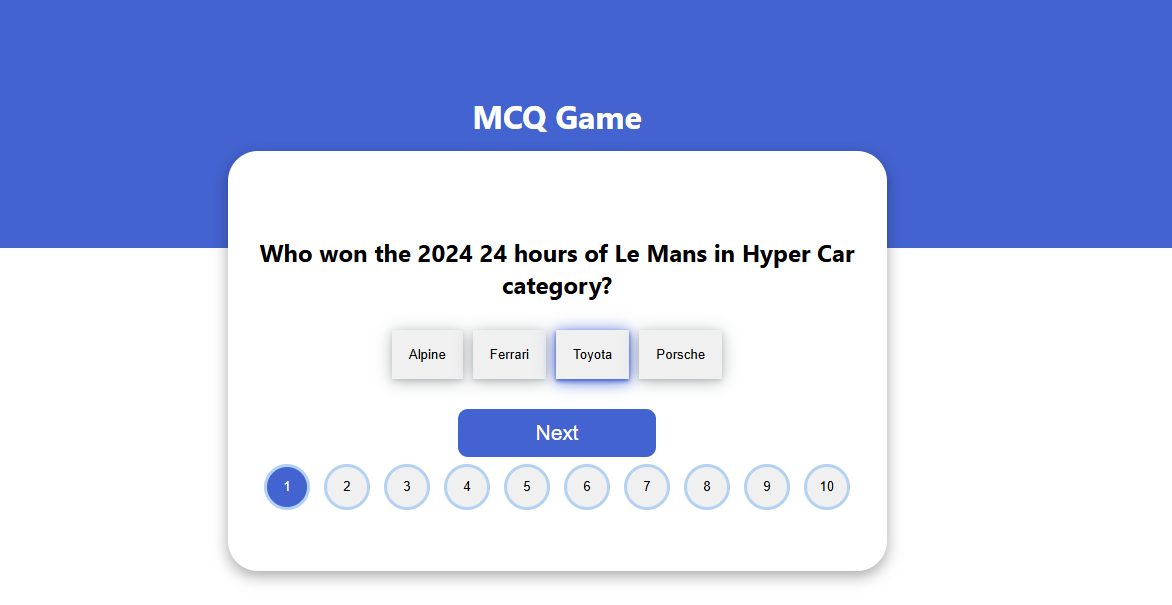 MCQ Game
Who won the 2024 24 hours of Le Mans in Hyper Car
category?
Alpine Ferrari Toyota Porsche
Next
1 2 3 4 5 6 7 8 9 10